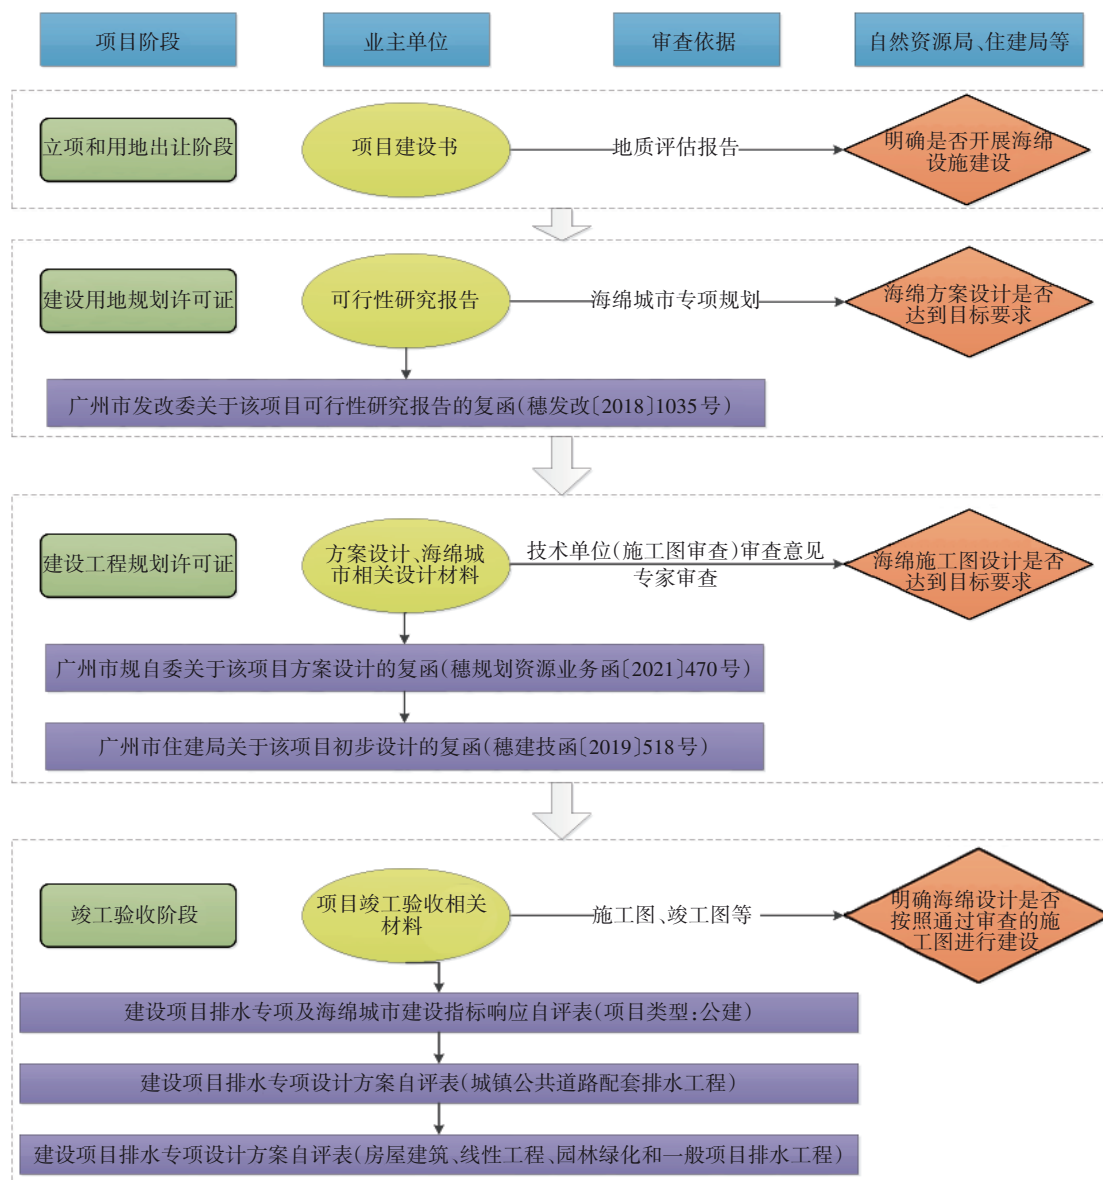 项目阶段
业主单位
审查依据
自然资源局、住建局等
立项和用地出让阶段
项目建设书
地质评估报告
明确是否开展海绵
设施建设
建设用地规划许可证
可行性研究报告
海绵城市专项规划
海绵方案设计是否
达到目标要求
广州市发改委关于该项目可行性研究报告的复函(穗发改〔2018〕1035号)
建设工程规划许可证
方案设计、海绵城
市相关设计材料
技术单位(施工图审查)审查意见
专家审查
海绵施工图设计是否
达到目标要求
广州市规自委关于该项目方案设计的复函(穗规划资源业务函〔2021〕470号)
广州市住建局关于该项目初步设计的复函(穗建技函〔2019〕518号)
竣工验收阶段
项目竣工验收相关
材料
施工图、竣工图等
明确海绵设计是否
按照通过审查的施
工图进行建设
建设项目排水专项及海绵城市建设指标响应自评表(项目类型:公建)
建设项目排水专项设计方案自评表(城镇公共道路配套排水工程)
建设项目排水专项设计方案自评表(房屋建筑、线性工程、园林绿化和一般项目排水工程)